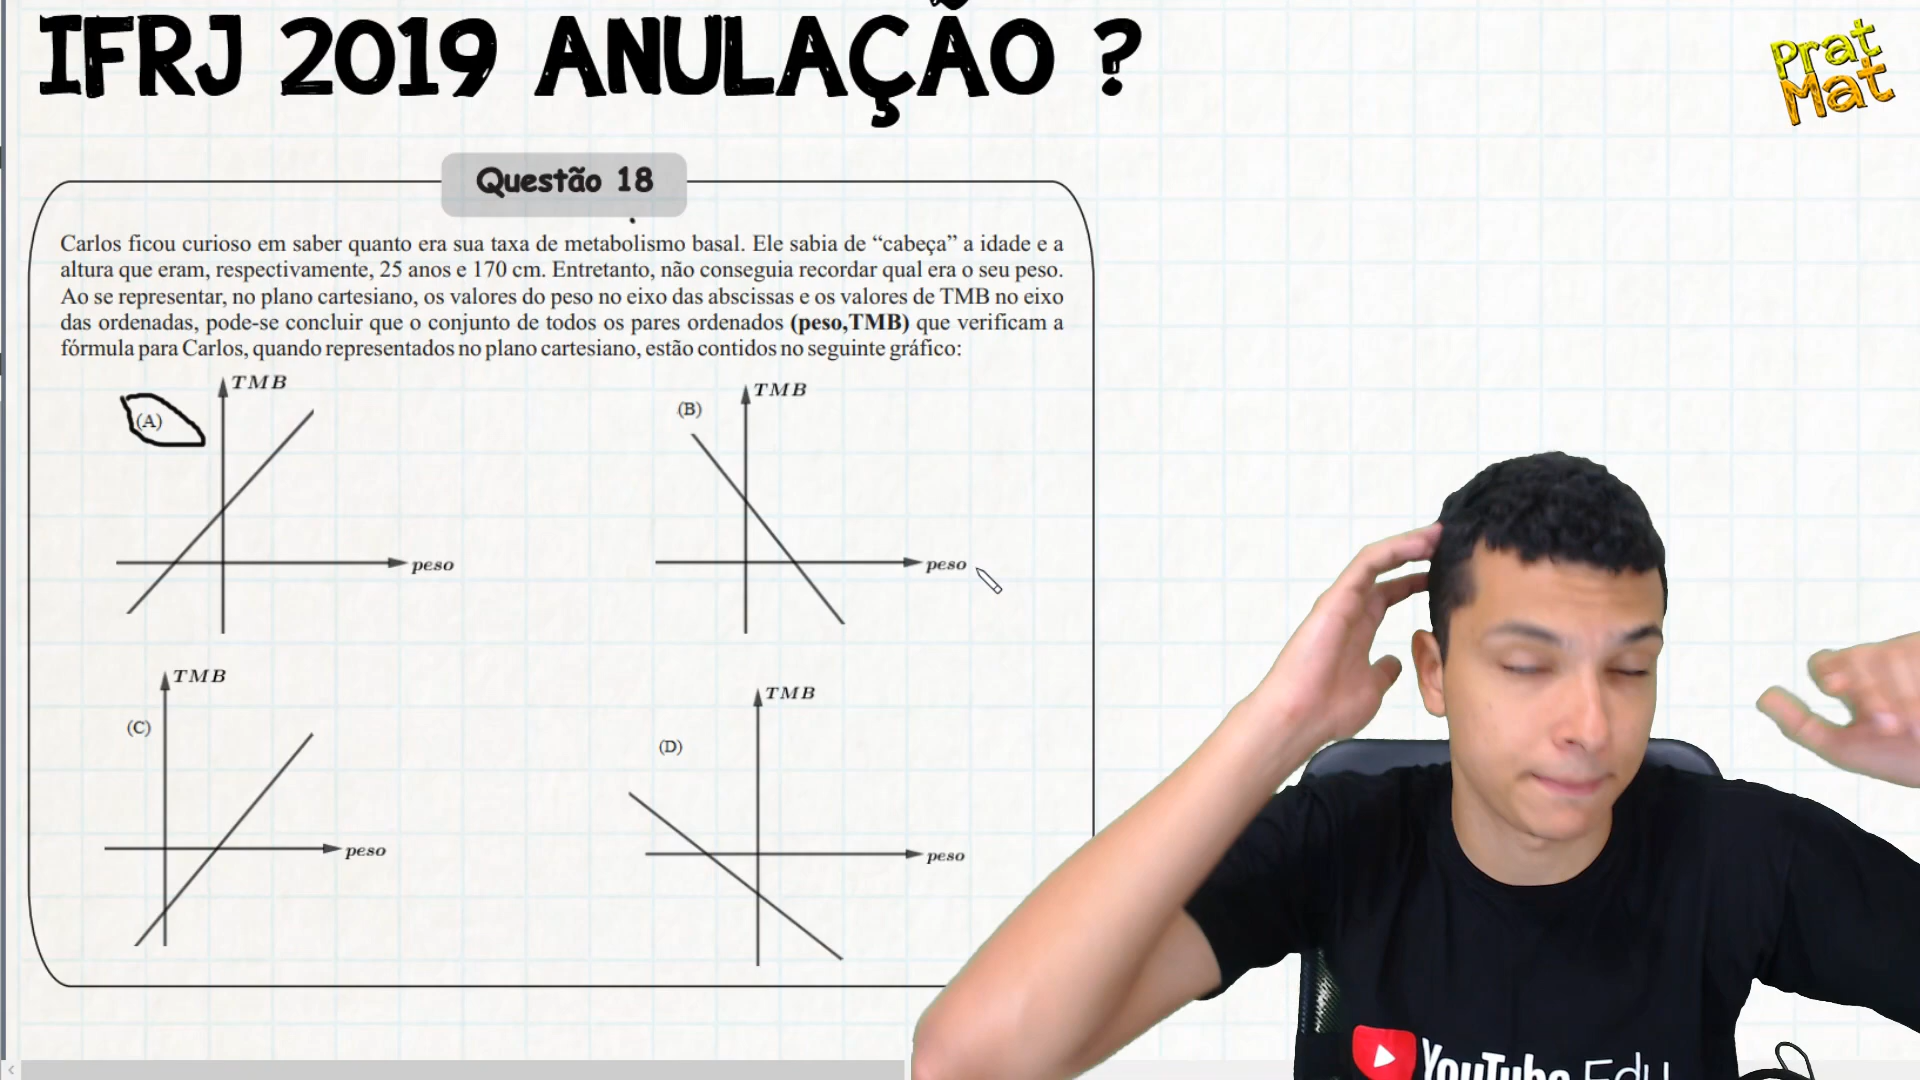 IFRJ 2019 ANULAÇÃO ?
Prat
Mat
Questão 18
Carlos ficou curioso em saber quanto era sua taxa de metabolismo basal. Ele sabia de “cabeça” a idade e a
altura que eram, respectivamente, 25 anos e 170 cm. Entretanto, não conseguia recordar qual era o seu peso.
Ao se representar, no plano cartesiano, os valores do peso no eixo das abscissas e os valores de TMB no eixo
das ordenadas, pode-se concluir que o conjunto de todos os pares ordenados (peso,TMB) que verificam a
fórmula para Carlos, quando representados no plano cartesiano, estão contidos no seguinte gráfico:
(A)
TMB
peso
(B)
TMB
peso
(C)
TMB
peso
(D)
TMB
peso
YouTube Edu